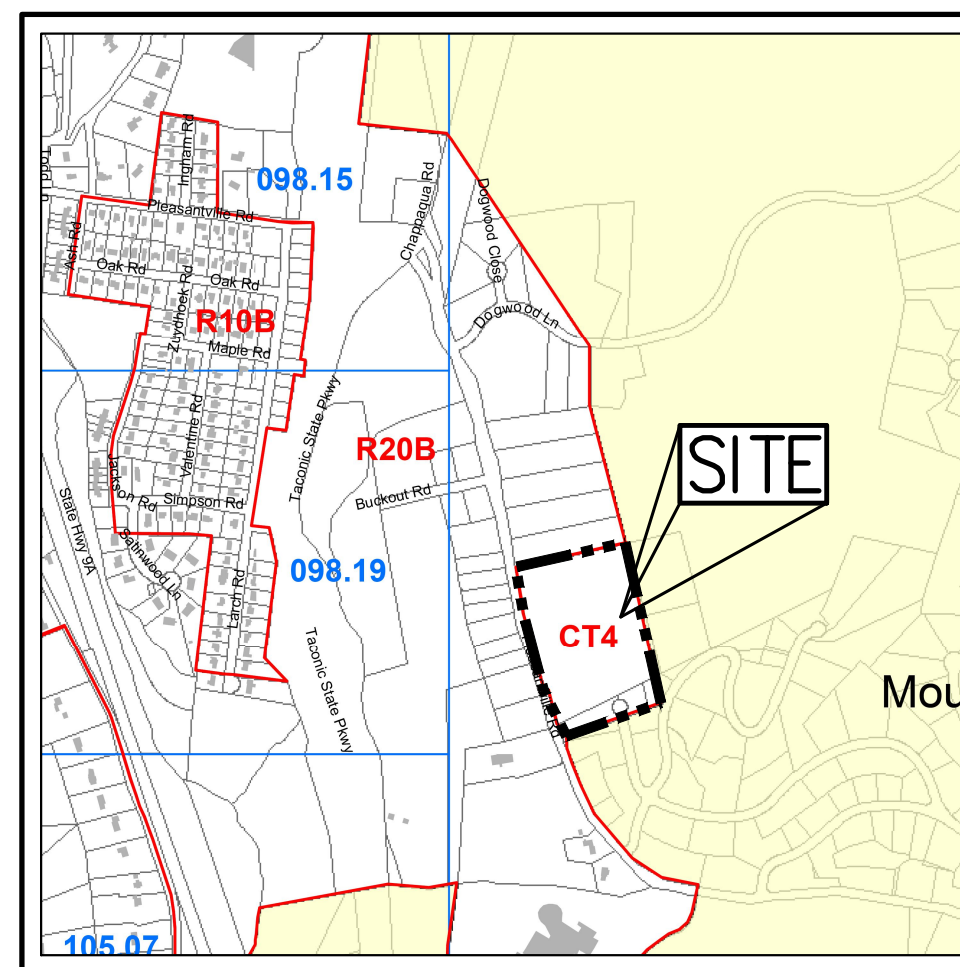 Todd Ln
Ingham Rd
098.15
Pleasantville Rd
Chappaqua Rd
Dogwood Close
Ash Rd
Oak Rd
Oak Rd
Zuydhoek Rd
R10B
Dogwood Ln
Maple Rd
Taconic State Pkwy
Valentine Rd
R20B
SITE
Jackson Rd
Simpson Rd
Buckout Rd
State Hwy 9A
Satinwood Ln
098.19
Larch Rd
CT4
Taconic State Pkwy
Mou
105.07